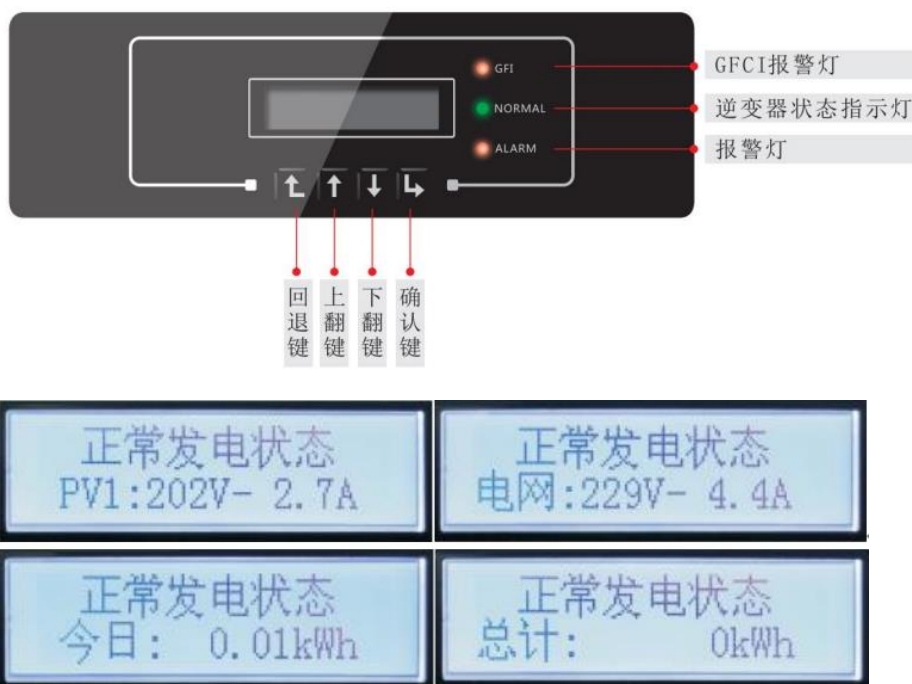 GFI
GFCI报警灯
NORMAL
逆变器状态指示灯
ALARM
报警灯
回退键
上翻键
下翻键
确认键
正常发电状态
PV1:202V- 2.7A
正常发电状态
电网:229V- 4.4A
正常发电状态
今日: 0.01kWh
正常发电状态
总计: 0kWh